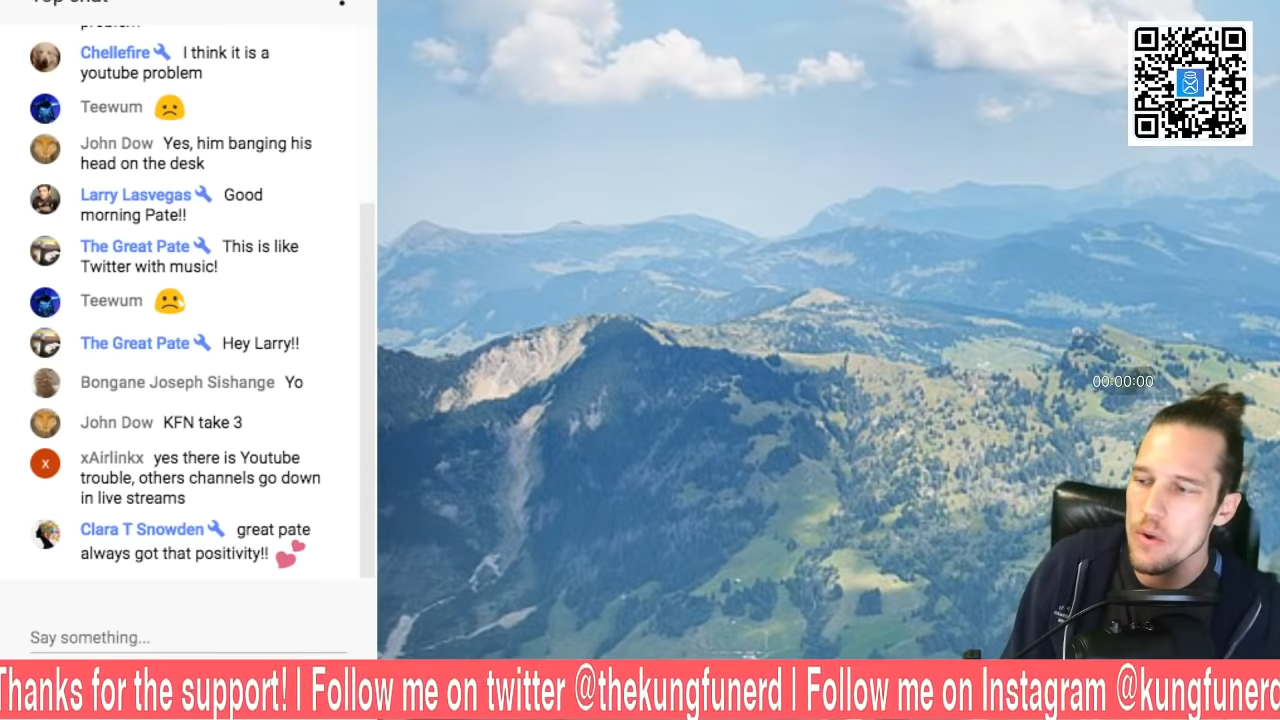 Top chat
problem
Chellefire I think it is a
youtube problem
Teewum
John Dow Yes, him banging his
head on the desk
Larry Lasvegas Good
morning Pate!!
The Great Pate This is like
Twitter with music!
Teewum
The Great Pate Hey Larry!!
Bongane Joseph Sishange Yo
John Dow KFN take 3
X
xAirlinkx yes there is Youtube
trouble, others channels go down
in live streams
Clara T Snowden great pate
always got that positivity!!
Say something...
00:00:00
Thanks for the support! | Follow me on twitter @thekungfunerd | Follow me on Instagram @kungfunerd